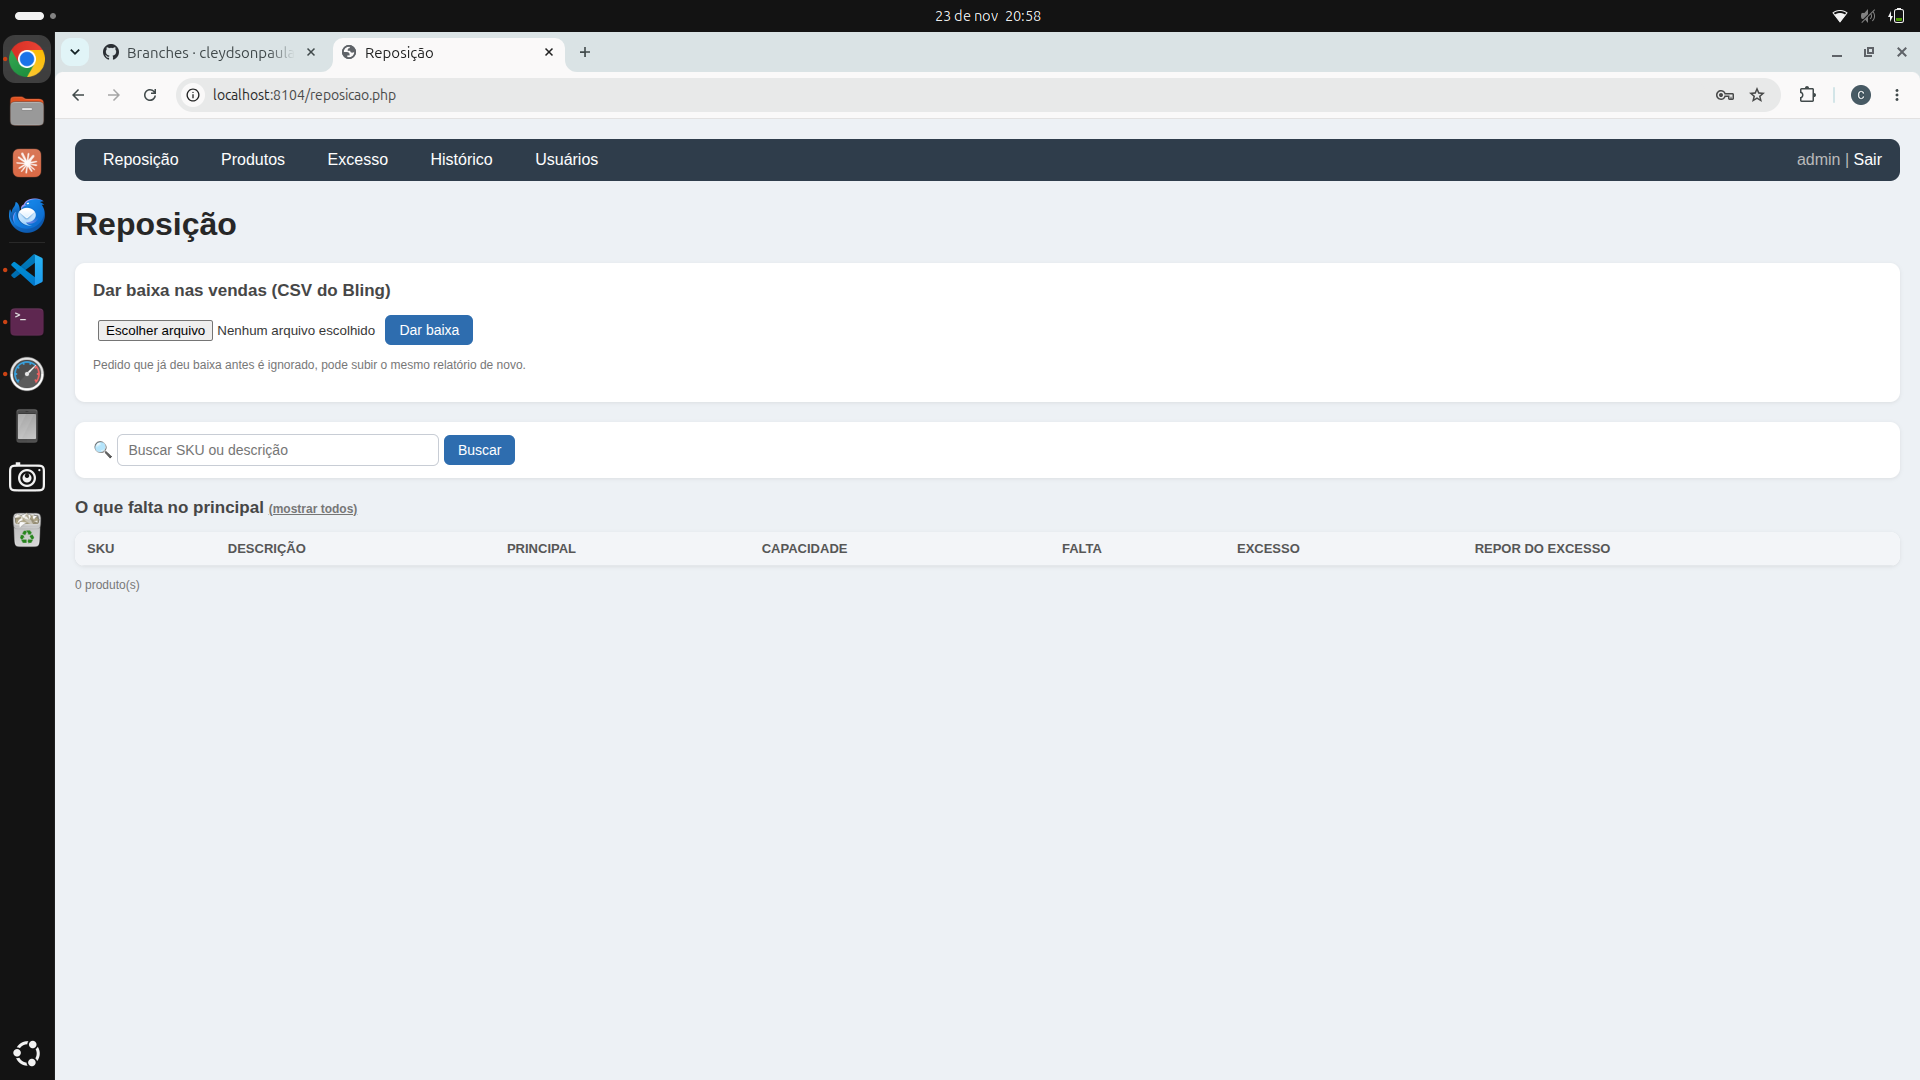 23 de nov 20:58
Branches · cleydsonpaula
Reposição
localhost:8104/reposicao.php
C
Reposição Produtos Excesso Histórico Usuários admin | Sair
Reposição
Dar baixa nas vendas (CSV do Bling)
Escolher arquivo Nenhum arquivo escolhido Dar baixa
Pedido que já deu baixa antes é ignorado, pode subir o mesmo relatório de novo.
Buscar SKU ou descrição Buscar
O que falta no principal (mostrar todos)
SKU DESCRIÇÃO PRINCIPAL CAPACIDADE FALTA EXCESSO REPOR DO EXCESSO
0 produto(s)